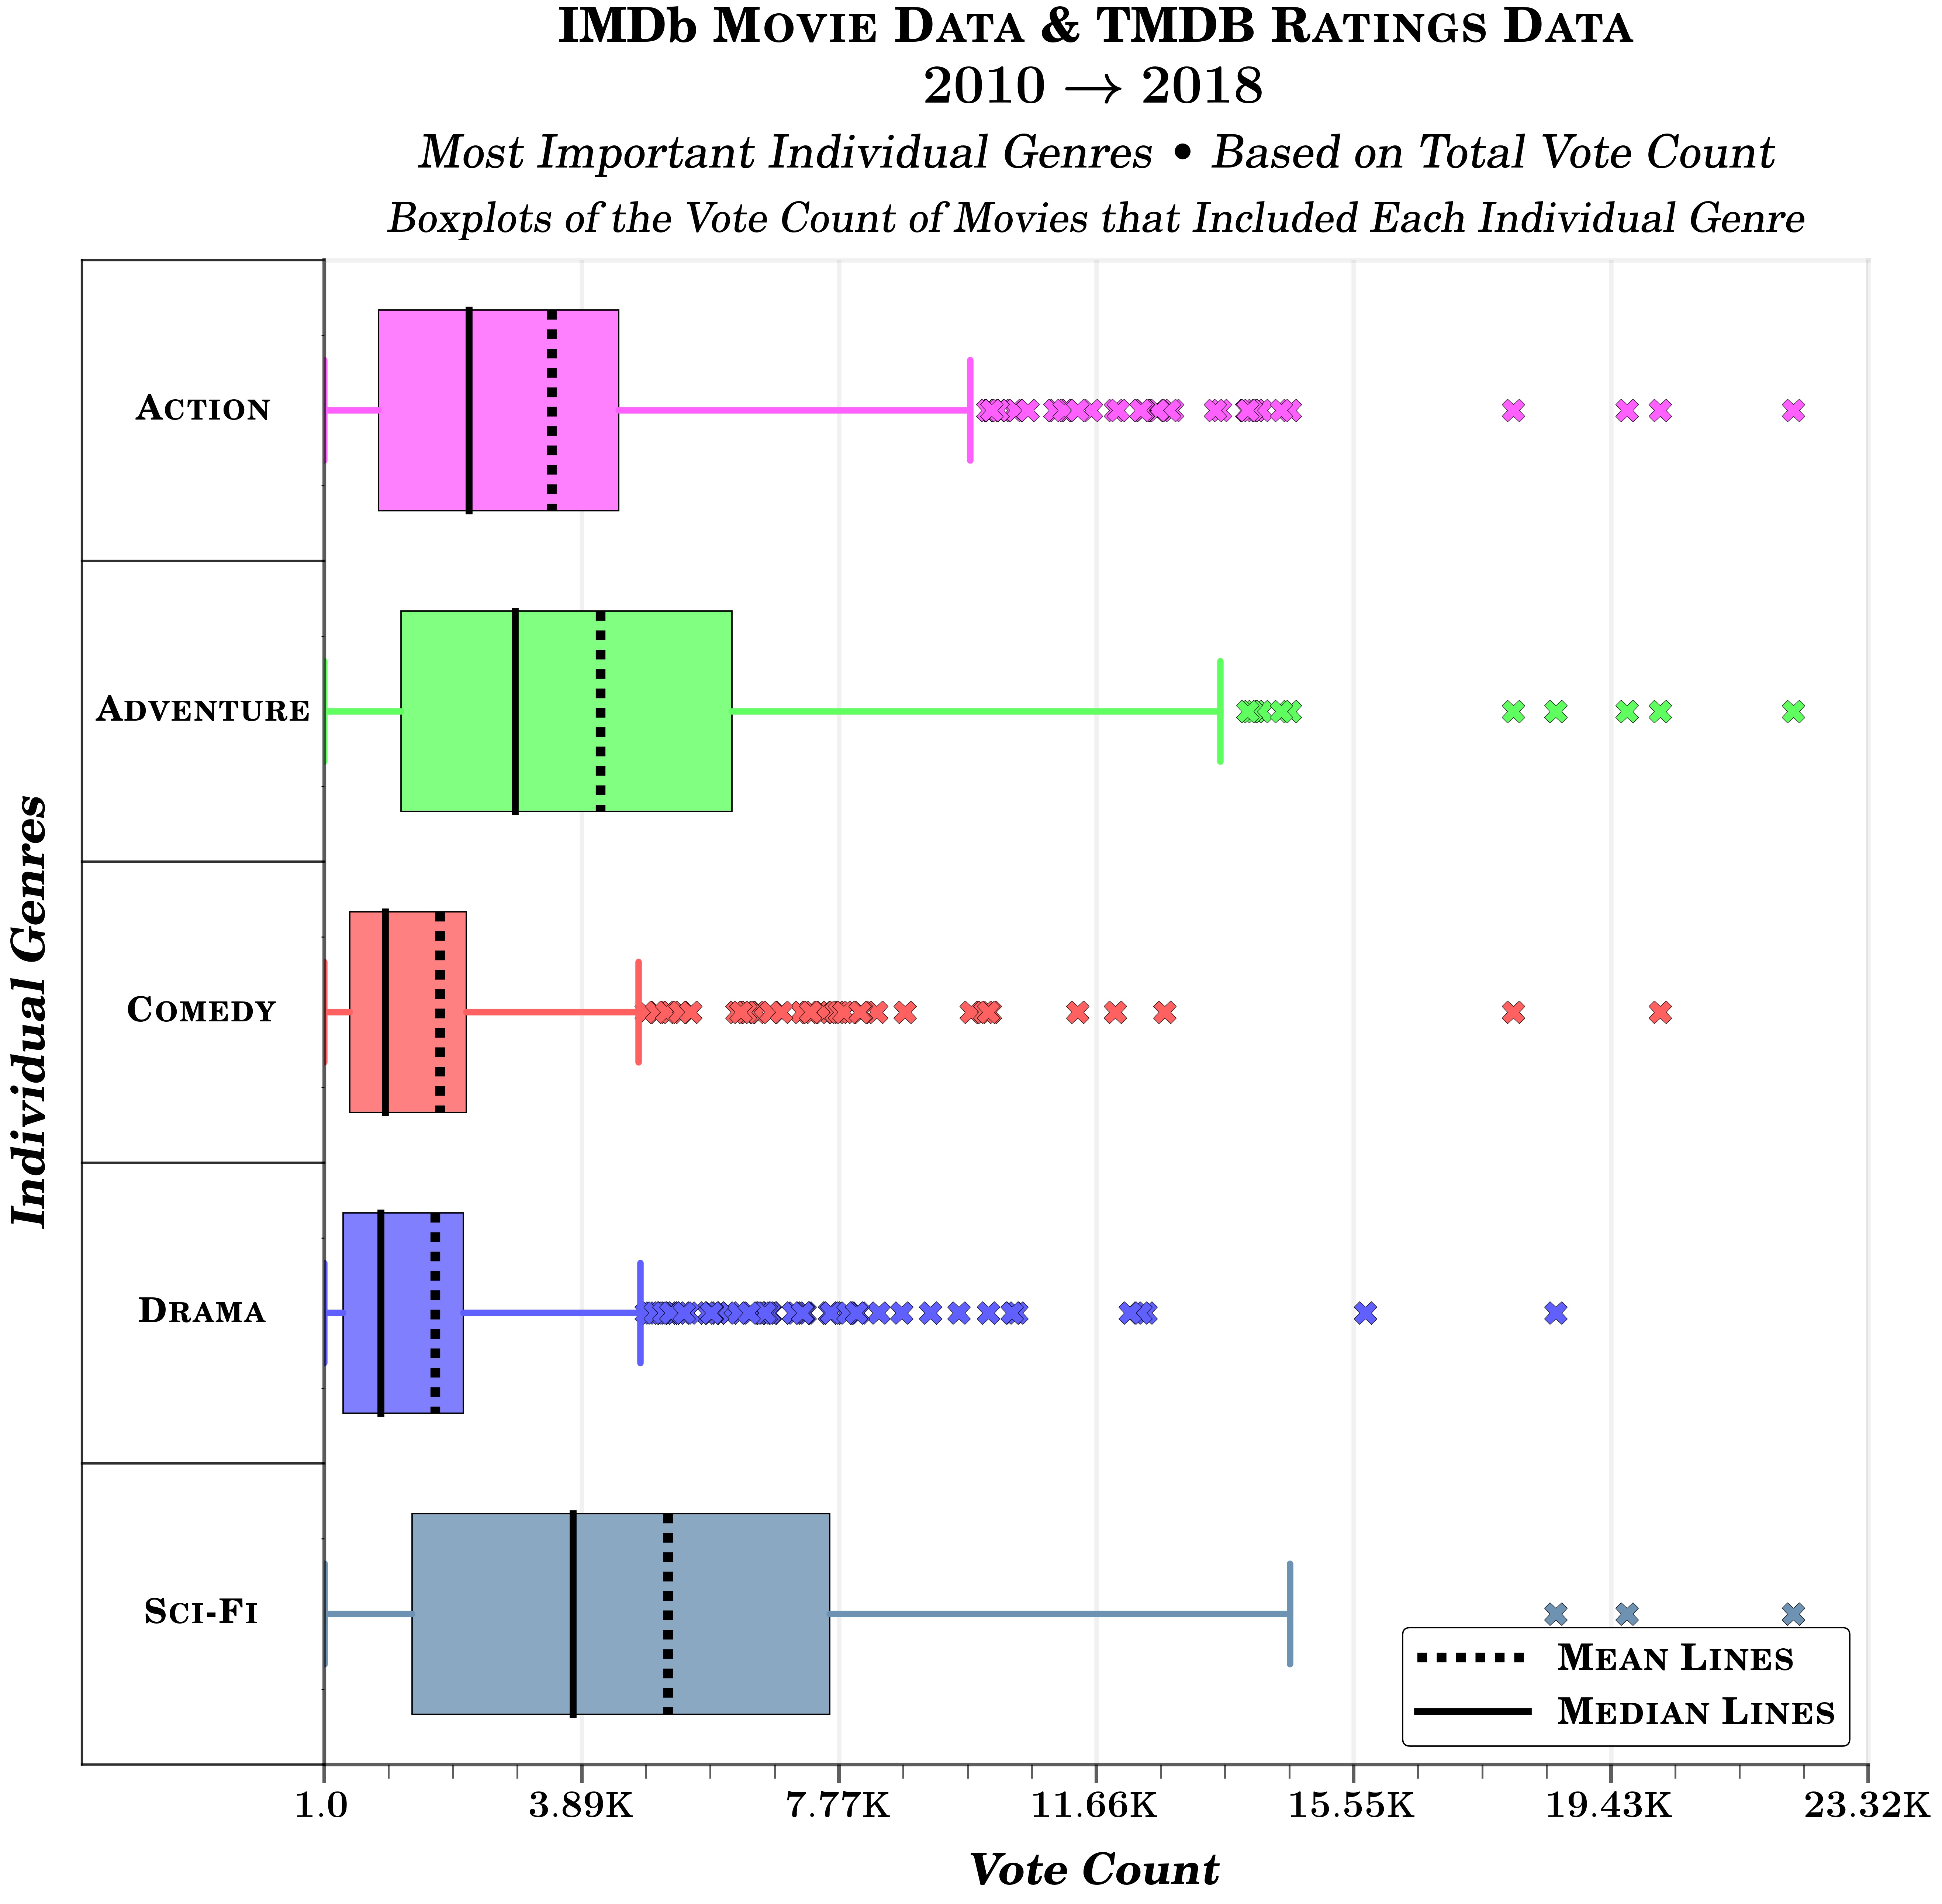 IMDb Movie Data & TMDB Ratings Data
2010 → 2018
Most Important Individual Genres • Based on Total Vote Count
Boxplots of the Vote Count of Movies that Included Each Individual Genre
Individual Genres
Action
Adventure
Comedy
Drama
Sci-Fi
Mean Lines
Median Lines
1.0 3.89K 7.77K 11.66K 15.55K 19.43K 23.32K
Vote Count